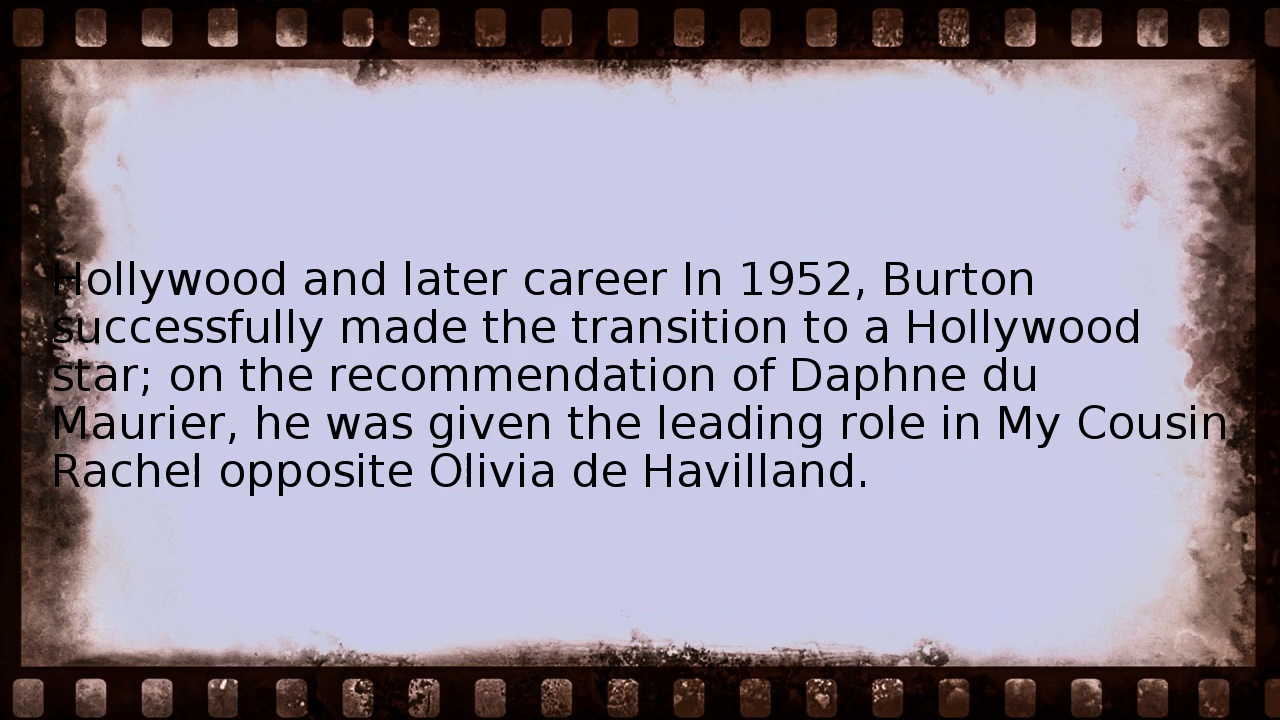 Hollywood and later career In 1952, Burton
successfully made the transition to a Hollywood
star; on the recommendation of Daphne du
Maurier, he was given the leading role in My Cousin
Rachel opposite Olivia de Havilland.